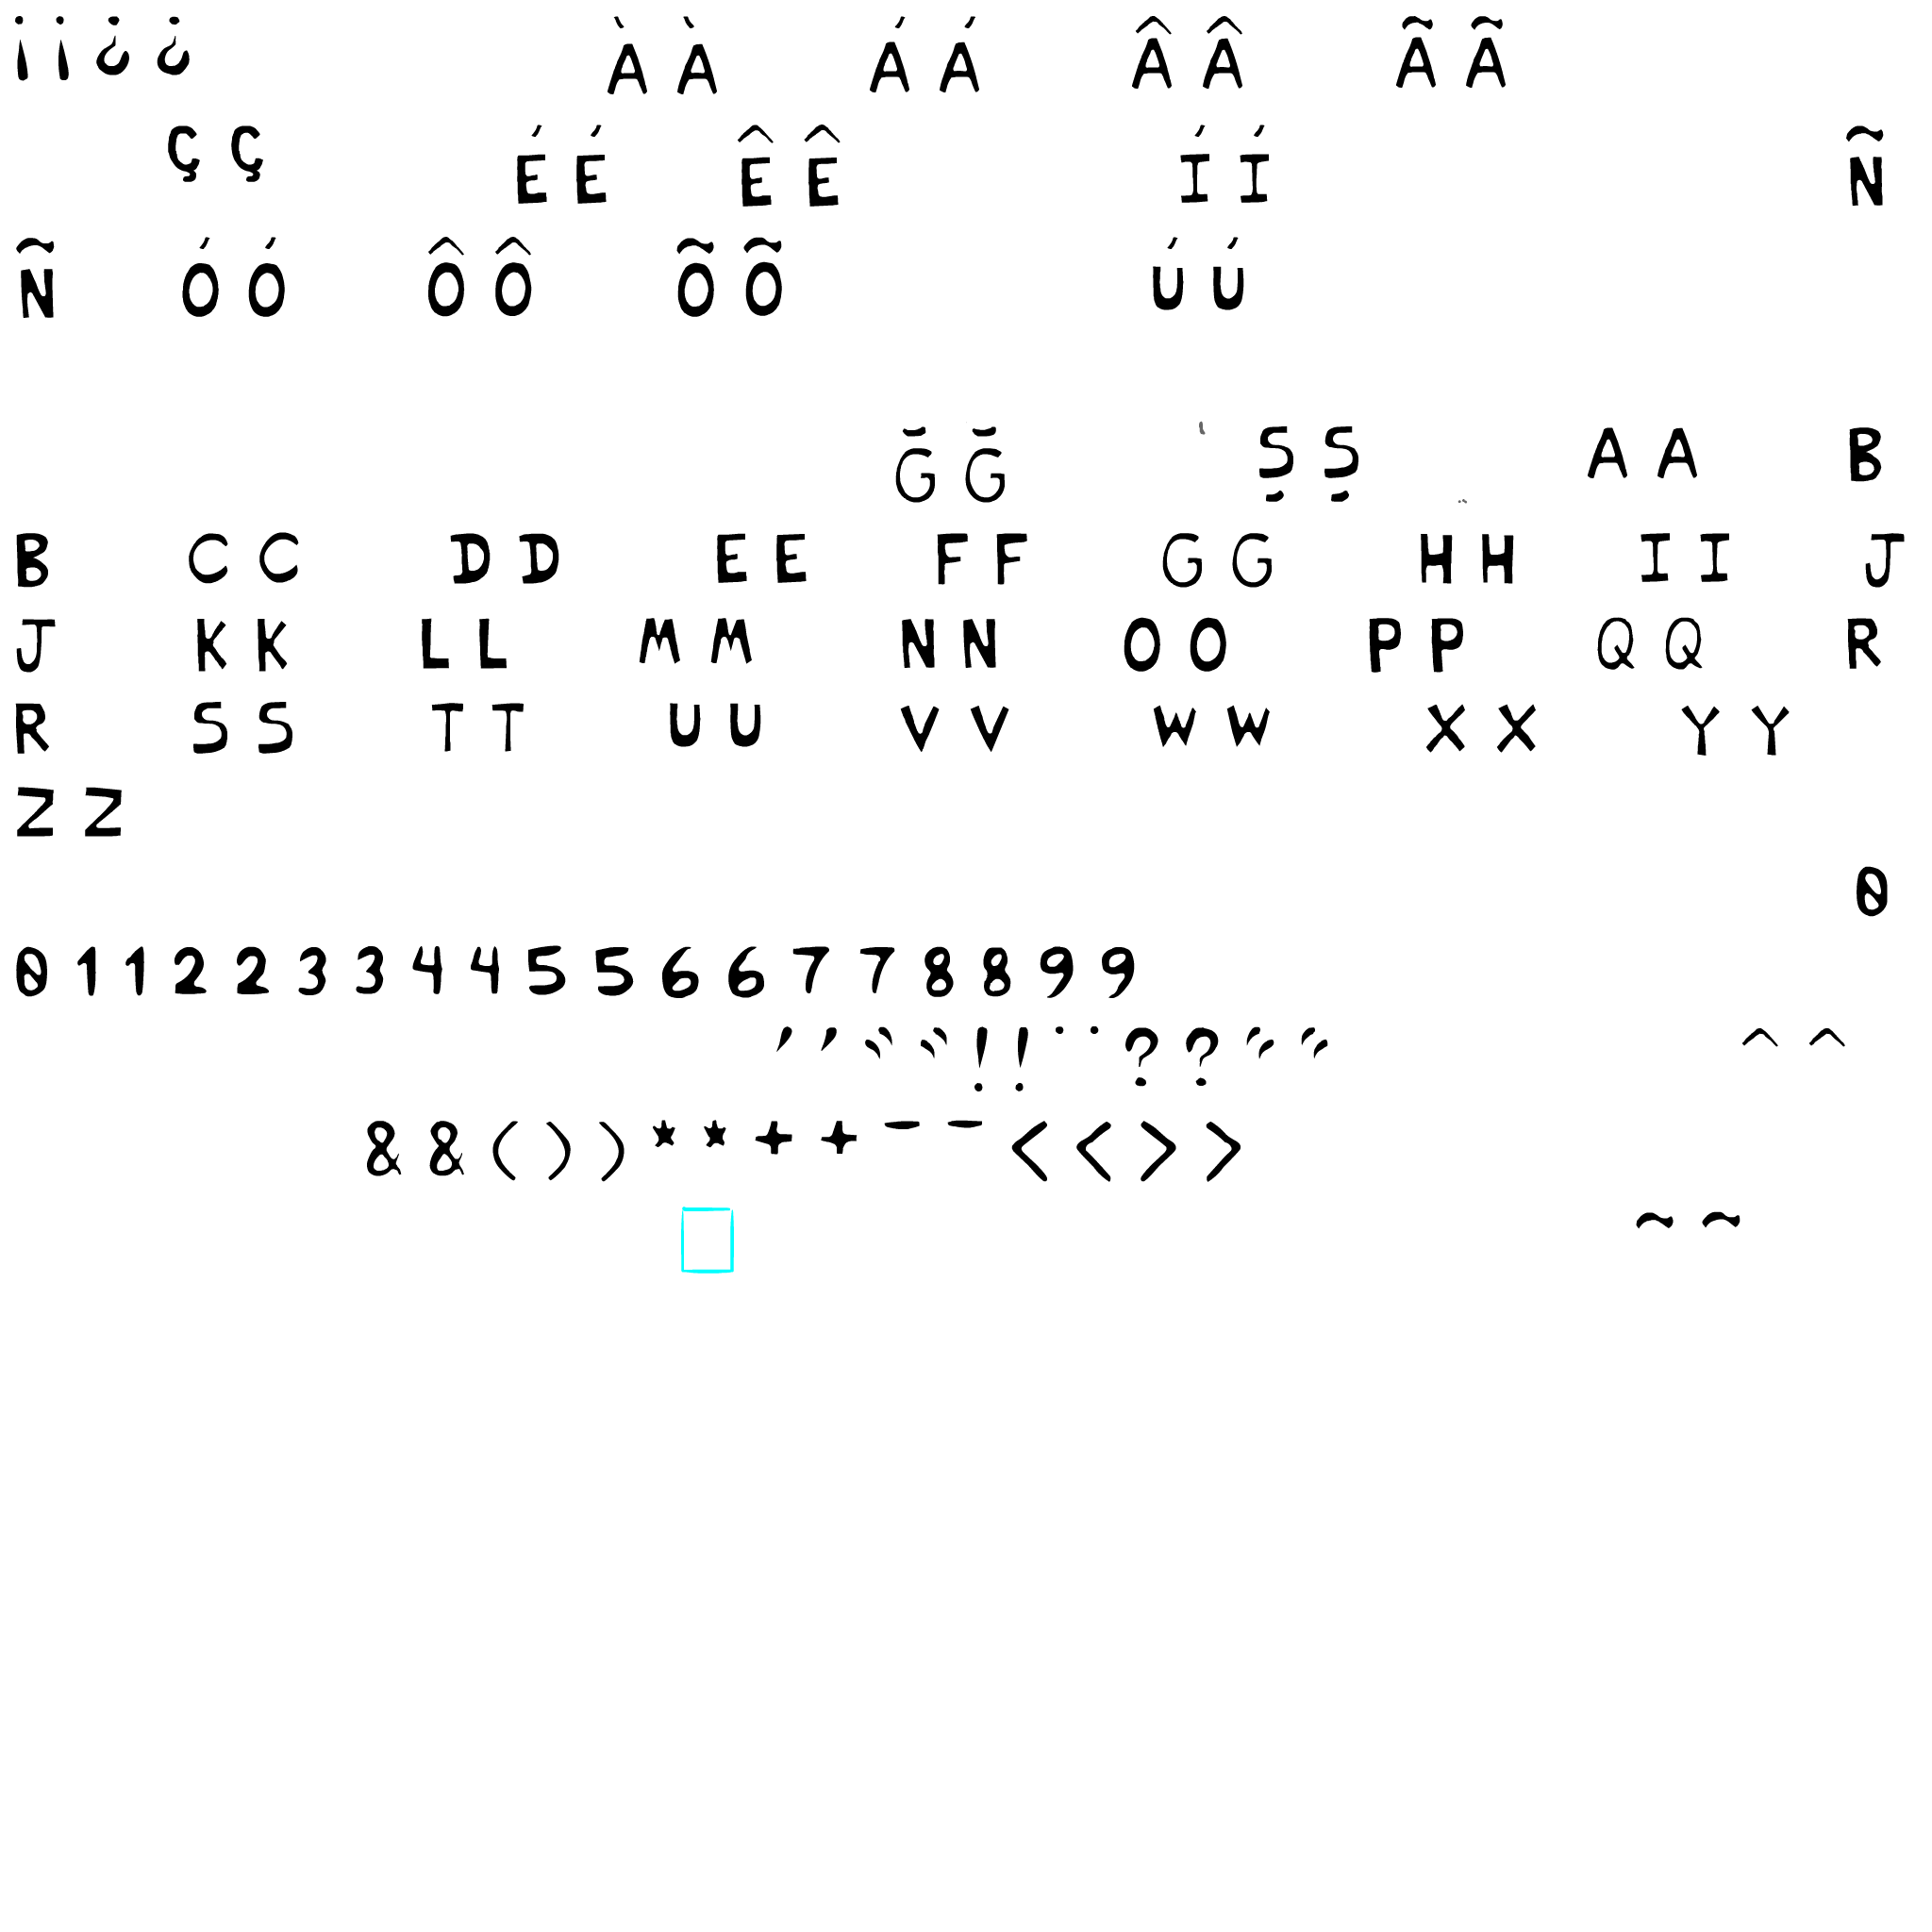 ¡ ¡ ¿ ¿ À À Á Á Â Â Ã Ã
Ç Ç É É Ê Ê Í Í Ñ
Ñ Ó Ó Ô Ô Õ Õ Ú Ú
Ğ Ğ Ş Ş A A B
B C C D D E E F F G G H H I I J
J K K L L M M N N O O P P Q Q R
R S S T T U U V V W W X X Y Y
Z Z
0
0 1 1 2 2 3 3 4 4 5 5 6 6 7 7 8 8 9 9
’ ’ ” ” ! ! ? ? “ “ ^ ^
& & ( ) ) * * + + - - < < > >
~ ~